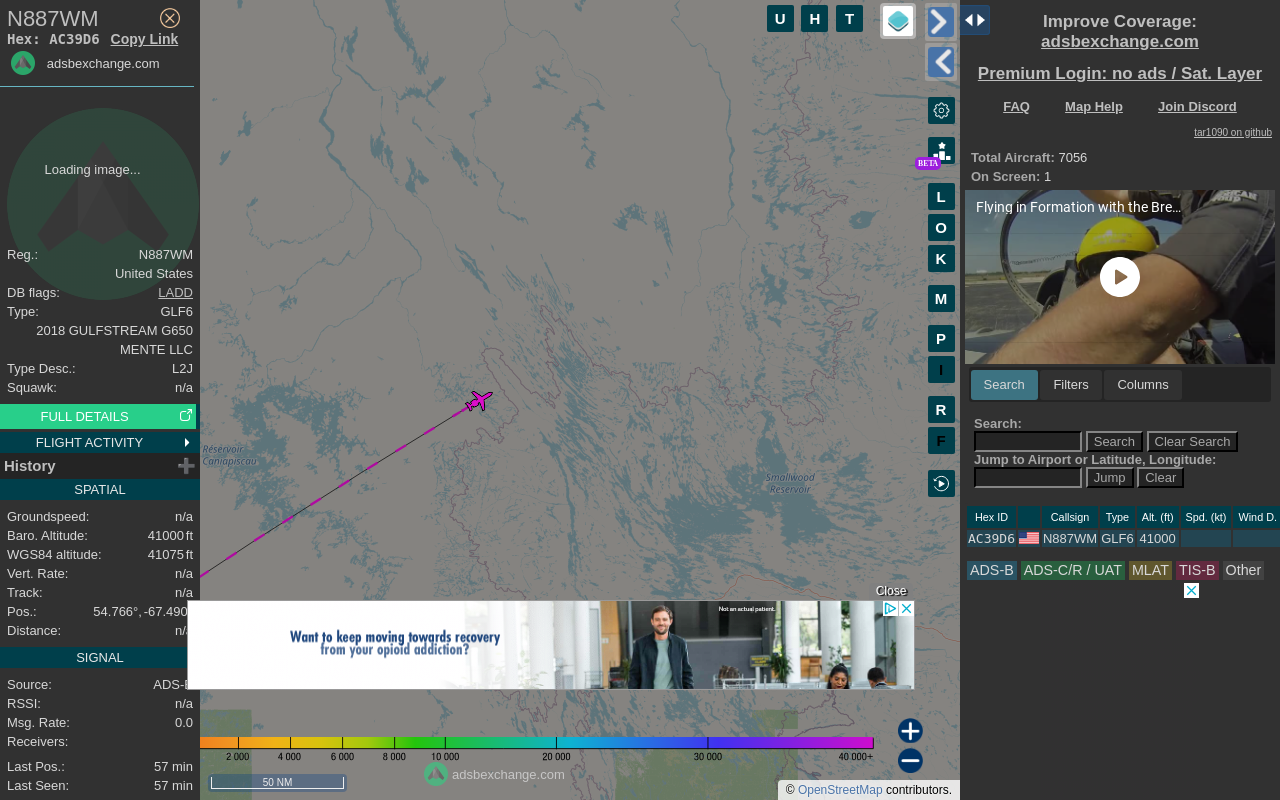 N887WM
Hex: AC39D6 Copy Link
adsbexchange.com
Loading image...
Reg.: N887WM
United States
DB flags: LADD
Type: GLF6
2018 GULFSTREAM G650
MENTE LLC
Type Desc.: L2J
Squawk: n/a
FULL DETAILS
FLIGHT ACTIVITY
History
SPATIAL
Groundspeed: n/a
Baro. Altitude: 41000 ft
WGS84 altitude: 41075 ft
Vert. Rate: n/a
Track: n/a
Pos.: 54.766°, -67.490
Distance: n/a
SIGNAL
Source: ADS-
RSSI: n/a
Msg. Rate: 0.0
Receivers:
Last Pos.: 57 min
Last Seen: 57 min
U H T
BETA
L
O
K
M
P
I
R
F
Réservoir
Caniapiscau
Smallwood
Reservoir
Close
Not an actual patient.
Want to keep moving towards recovery
from your opioid addiction?
2 000 4 000 6 000 8 000 10 000 20 000 30 000 40 000+
50 NM
adsbexchange.com
© OpenStreetMap contributors.
Improve Coverage:
adsbexchange.com
Premium Login: no ads / Sat. Layer
FAQ Map Help Join Discord
tar1090 on github
Total Aircraft: 7056
On Screen: 1
Flying in Formation with the Bre...
Search Filters Columns
Search:
Search Clear Search
Jump to Airport or Latitude, Longitude:
Jump Clear
Hex ID Callsign Type Alt. (ft) Spd. (kt) Wind D.
AC39D6 N887WM GLF6 41000
ADS-B ADS-C/R / UAT MLAT TIS-B Other